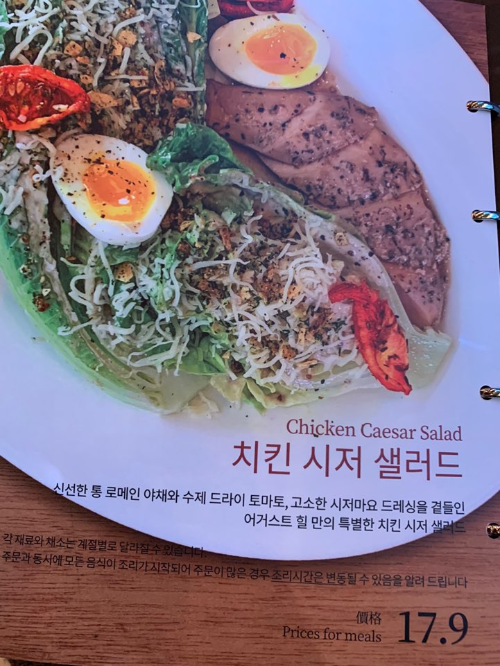 Chicken Caesar Salad
치킨 시저 샐러드
신선한 통 로메인 야채와 수제 드라이 토마토, 고소한 시저마요 드레싱을 곁들인
어거스트 힐 만의 특별한 치킨 시저 샐러드
각 재료와 채소는 계절별로 달라질 수 있습니다.
주문과 동시에 모든 음식이 조리가 시작되어 주문이 많은 경우 조리시간은 변동될 수 있음을 알려 드립니다
價格
Prices for meals 17.9